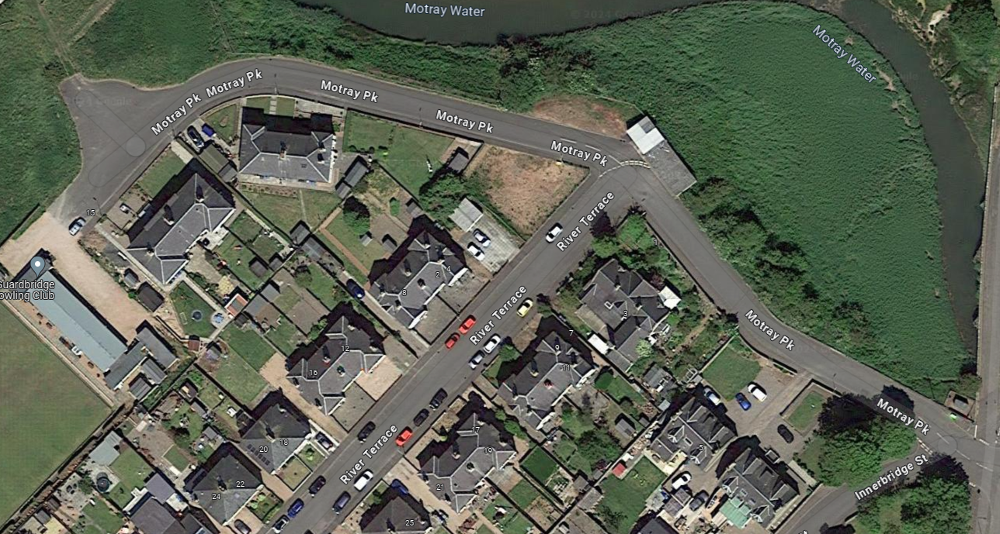 Motray Water
© 2024 Google
Motray Water
Motray Pk
Motray Pk
Motray Pk
Motray Pk
Motray Pk
River Terrace
15
1
Guardbridge
owling Club
2
4
8
River Terrace
3
7
9
11
12
16
Motray Pk
Motray Pk
Innerbridge St
River Terrace
17
18
19
20
5
21
22
24
25